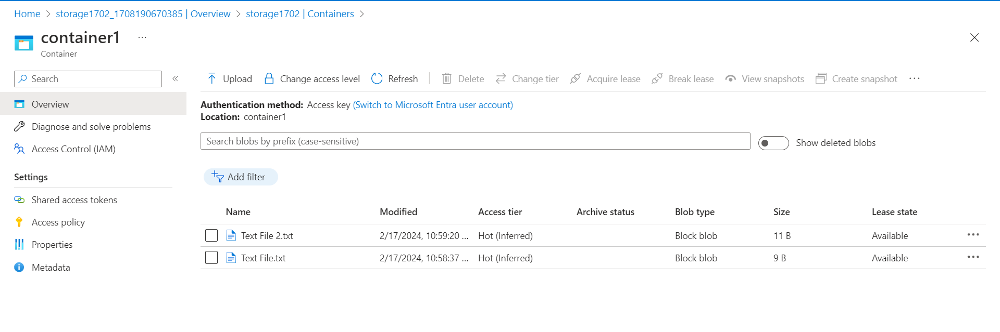 Home > storage1702_1708190670385 | Overview > storage1702 | Containers >
container1 ...
Container
Search «
Upload Change access level Refresh Delete Change tier Acquire lease Break lease View snapshots Create snapshot ...
Overview
Diagnose and solve problems
Access Control (IAM)
Settings
Shared access tokens
Access policy
Properties
Metadata
Authentication method: Access key (Switch to Microsoft Entra user account)
Location: container1
Search blobs by prefix (case-sensitive) Show deleted blobs
Add filter
Name Modified Access tier Archive status Blob type Size Lease state
Text File 2.txt 2/17/2024, 10:59:20 ... Hot (Inferred) Block blob 11 B Available ...
Text File.txt 2/17/2024, 10:58:37 ... Hot (Inferred) Block blob 9 B Available ...